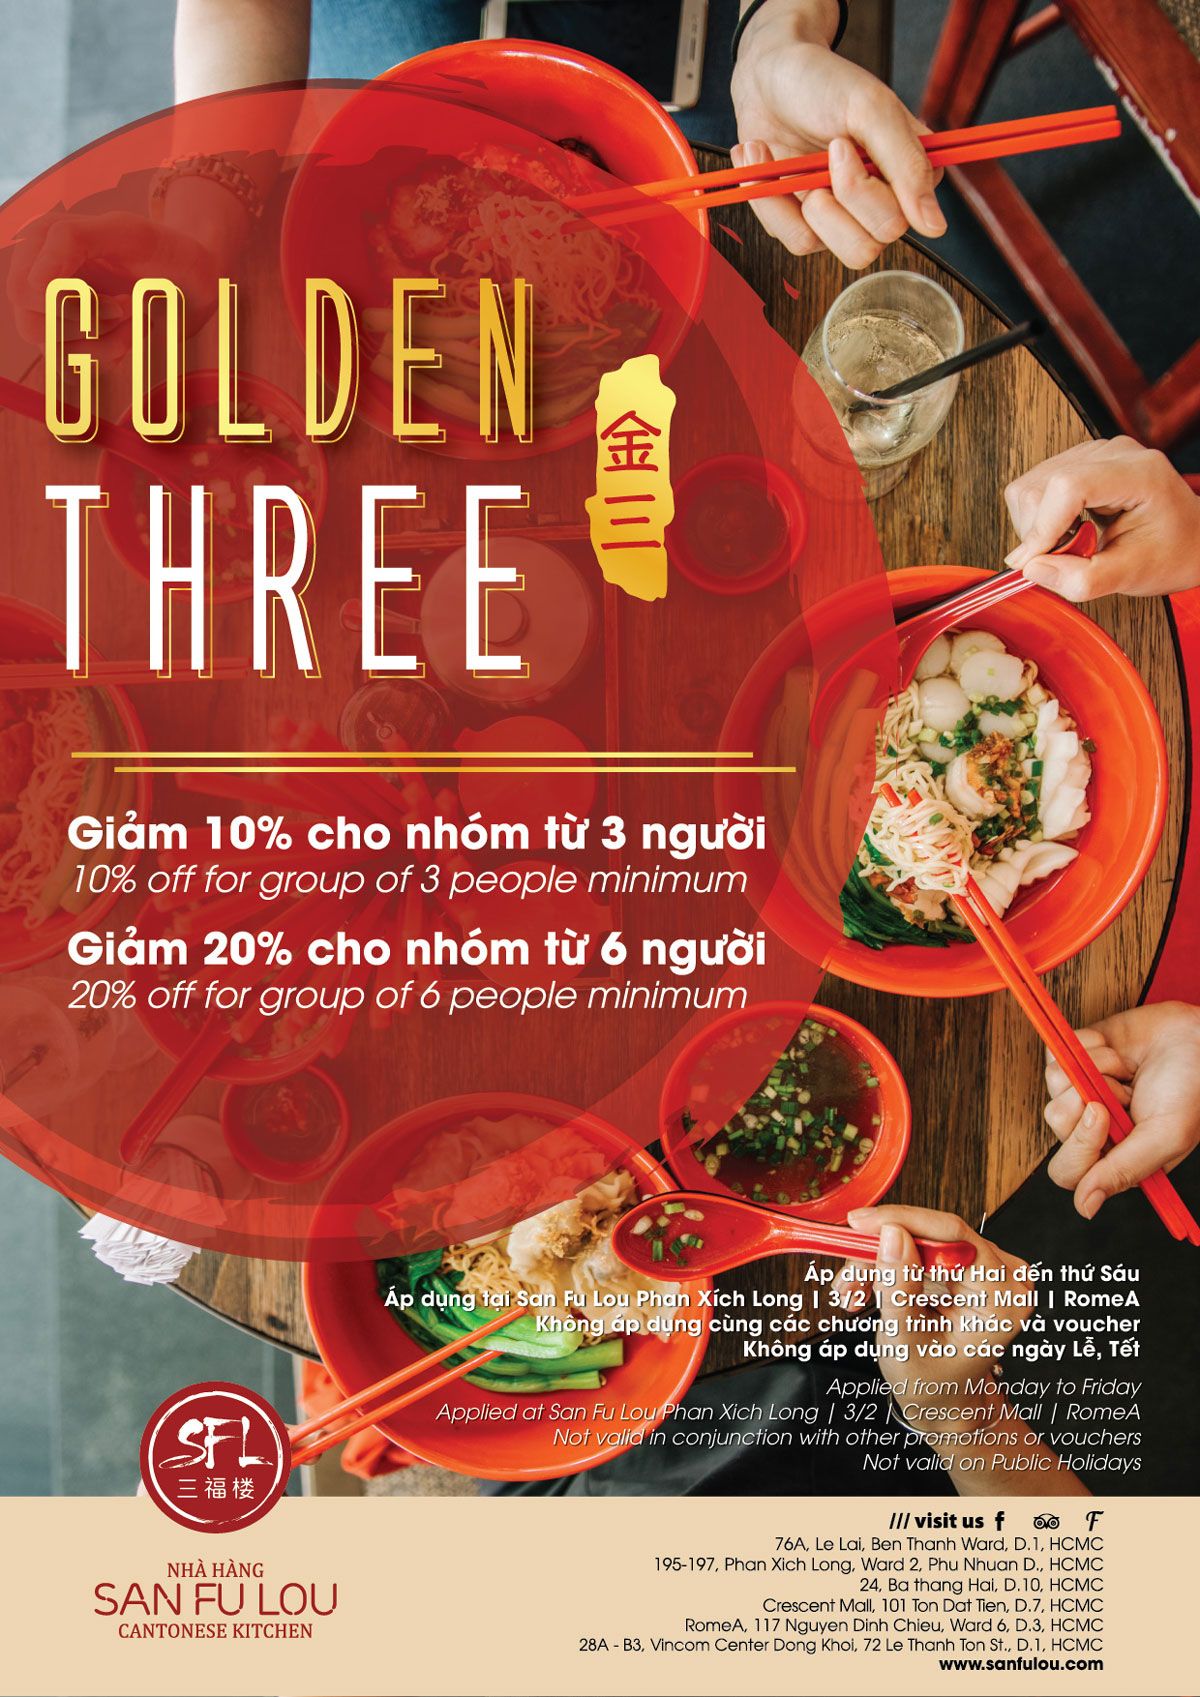 GOLDEN
THREE
金三
Giảm 10% cho nhóm từ 3 người
10% off for group of 3 people minimum
Giảm 20% cho nhóm từ 6 người
20% off for group of 6 people minimum
Áp dụng từ thứ Hai đến thứ Sáu
Áp dụng tại San Fu Lou Phan Xích Long | 3/2 | Crescent Mall | RomeA
Không áp dụng cùng các chương trình khác và voucher
Không áp dụng vào các ngày Lễ, Tết
Applied from Monday to Friday
Applied at San Fu Lou Phan Xich Long | 3/2 | Crescent Mall | RomeA
Not valid in conjunction with other promotions or vouchers
Not valid on Public Holidays
SFL
三福楼
NHÀ HÀNG
SAN FU LOU
CANTONESE KITCHEN
/// visit us f F
76A, Le Lai, Ben Thanh Ward, D.1, HCMC
195-197, Phan Xich Long, Ward 2, Phu Nhuan D., HCMC
24, Ba thang Hai, D.10, HCMC
Crescent Mall, 101 Ton Dat Tien, D.7, HCMC
RomeA, 117 Nguyen Dinh Chieu, Ward 6, D.3, HCMC
28A - B3, Vincom Center Dong Khoi, 72 Le Thanh Ton St., D.1, HCMC
www.sanfulou.com